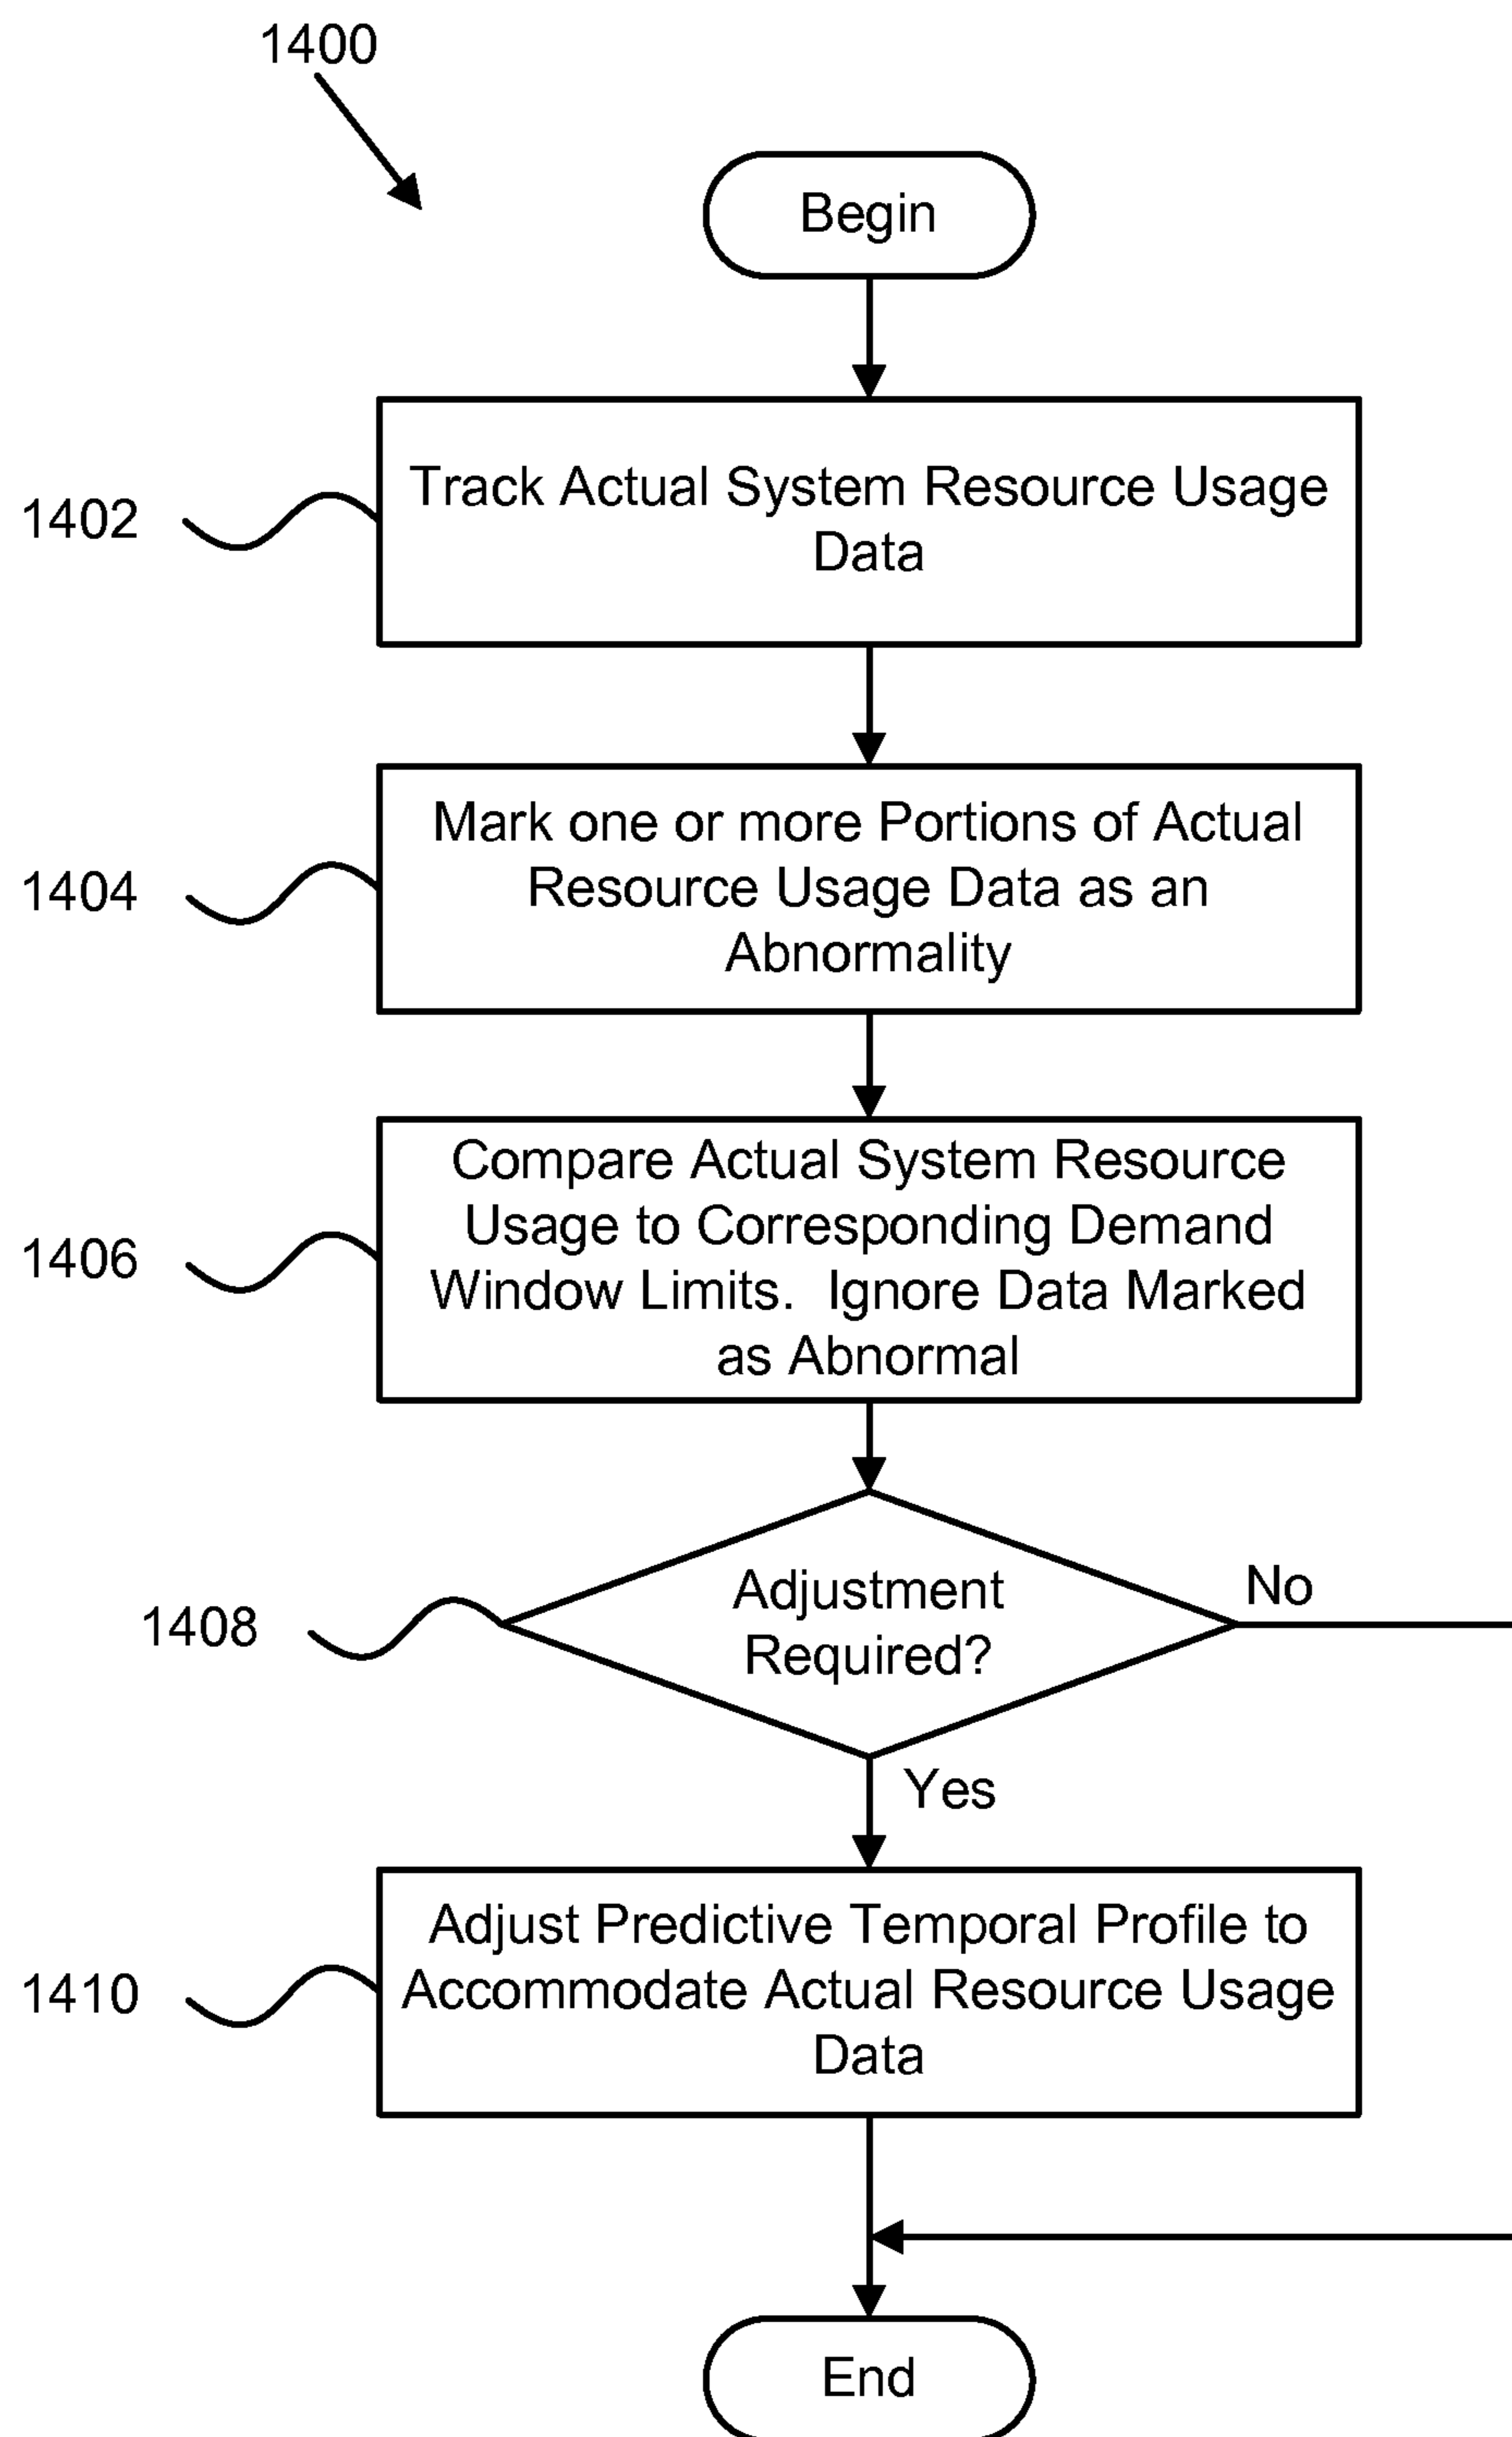 1400
Begin
1402
Track Actual System Resource Usage
Data
1404
Mark one or more Portions of Actual
Resource Usage Data as an
Abnormality
1406
Compare Actual System Resource
Usage to Corresponding Demand
Window Limits.  Ignore Data Marked
as Abnormal
1408
Adjustment
Required?
No
Yes
1410
Adjust Predictive Temporal Profile to
Accommodate Actual Resource Usage
Data
End